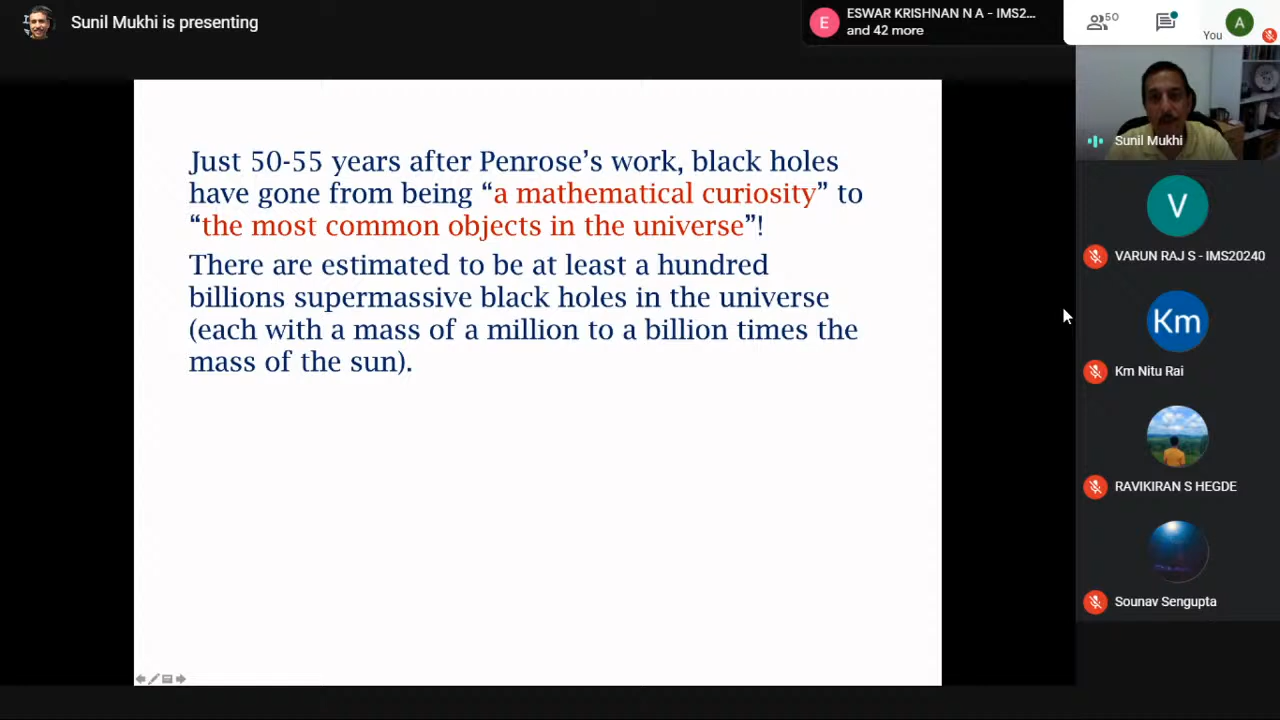 Sunil Mukhi is presenting
E
ESWAR KRISHNAN N A - IMS2...
and 42 more
50
You
A
Just 50-55 years after Penrose’s work, black holes
have gone from being “a mathematical curiosity” to
“the most common objects in the universe”!
There are estimated to be at least a hundred
billions supermassive black holes in the universe
(each with a mass of a million to a billion times the
mass of the sun).
Sunil Mukhi
V
VARUN RAJ S - IMS20240
Km
Km Nitu Rai
RAVIKIRAN S HEGDE
Sounav Sengupta